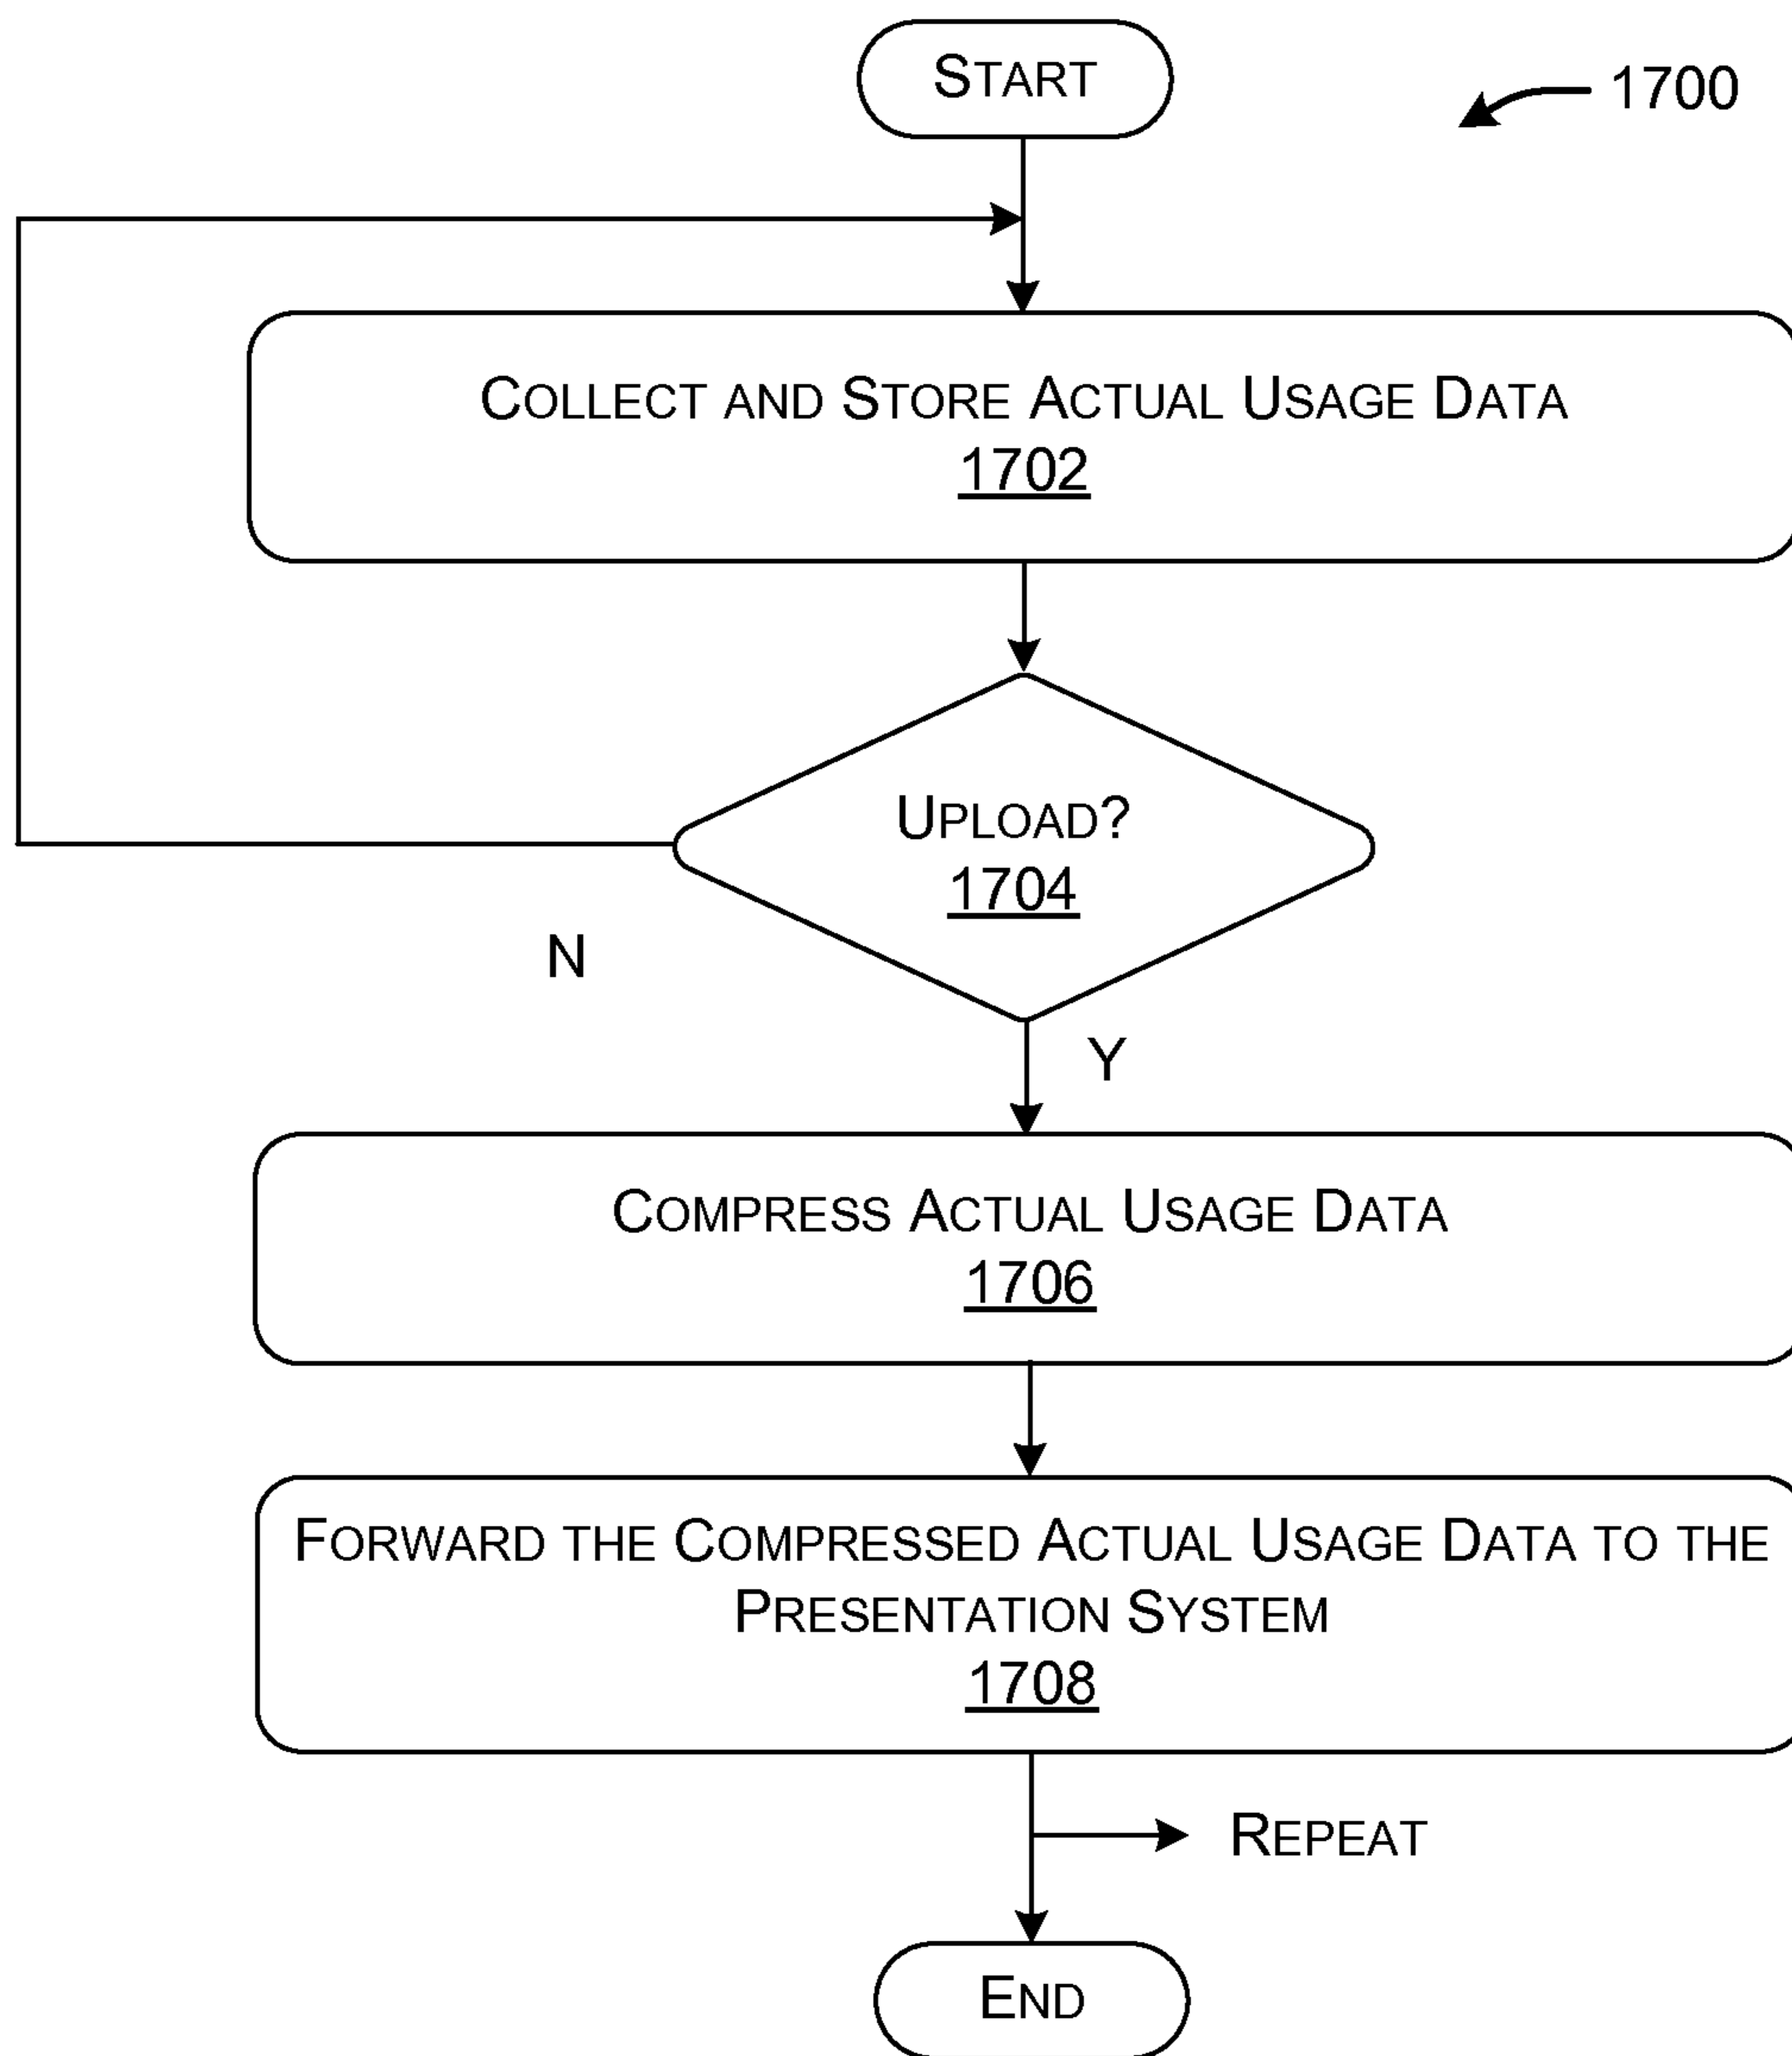 START
1700
COLLECT AND STORE ACTUAL USAGE DATA
1702
UPLOAD?
1704
N
Y
COMPRESS ACTUAL USAGE DATA
1706
FORWARD THE COMPRESSED ACTUAL USAGE DATA TO THE
PRESENTATION SYSTEM
1708
REPEAT
END